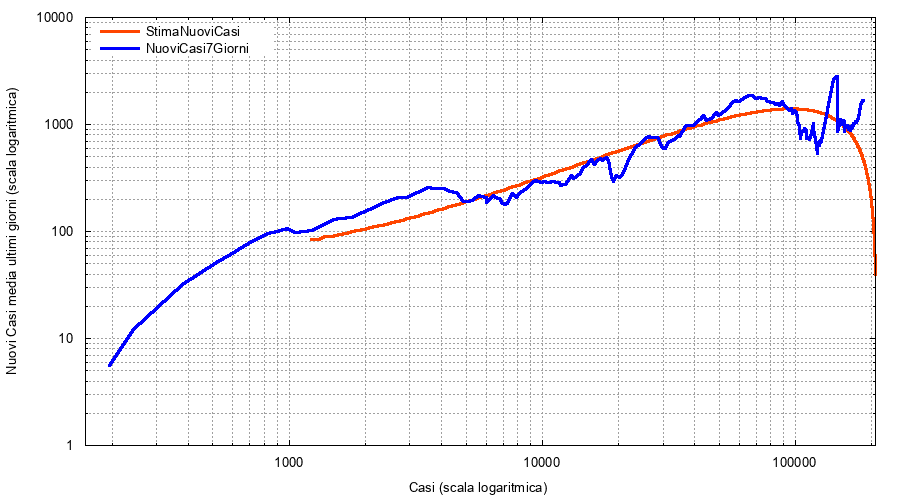 10000
StimaNuoviCasi
NuoviCasi7Giorni
1000
100
10
1
Nuovi Casi media ultimi giorni (scala logaritmica)
1000
10000
100000
Casi (scala logaritmica)